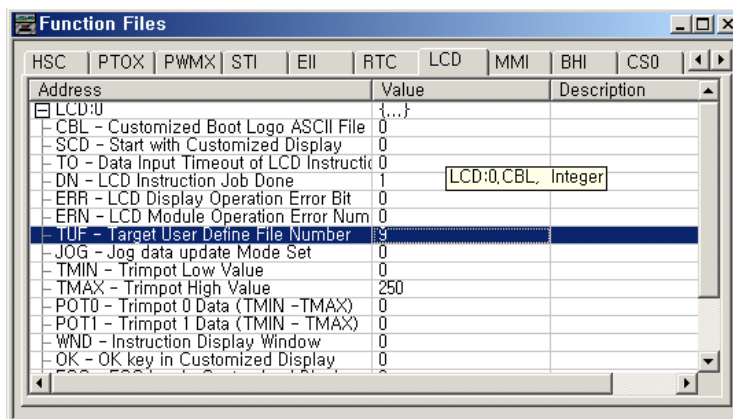 Function Files
HSC PTOX PWMX STI EII RTC LCD MMI BHI CS0
Address Value Description
LCD:0 {...}
CBL - Customized Boot Logo ASCII File 0
SCD - Start with Customized Display 0
TO - Data Input Timeout of LCD Instructic 0
DN - LCD Instruction Job Done 1
LCD:0,CBL, Integer
ERR - LCD Display Operation Error Bit 0
ERN - LCD Module Operation Error Num 0
TUF - Target User Define File Number 9
JOG - Jog data update Mode Set 0
TMIN - Trimpot Low Value 0
TMAX - Trimpot High Value 250
POT0 - Trimpot 0 Data (TMIN -TMAX) 0
POT1 - Trimpot 1 Data (TMIN - TMAX) 0
WND - Instruction Display Window 0
OK - OK key in Customized Display 0